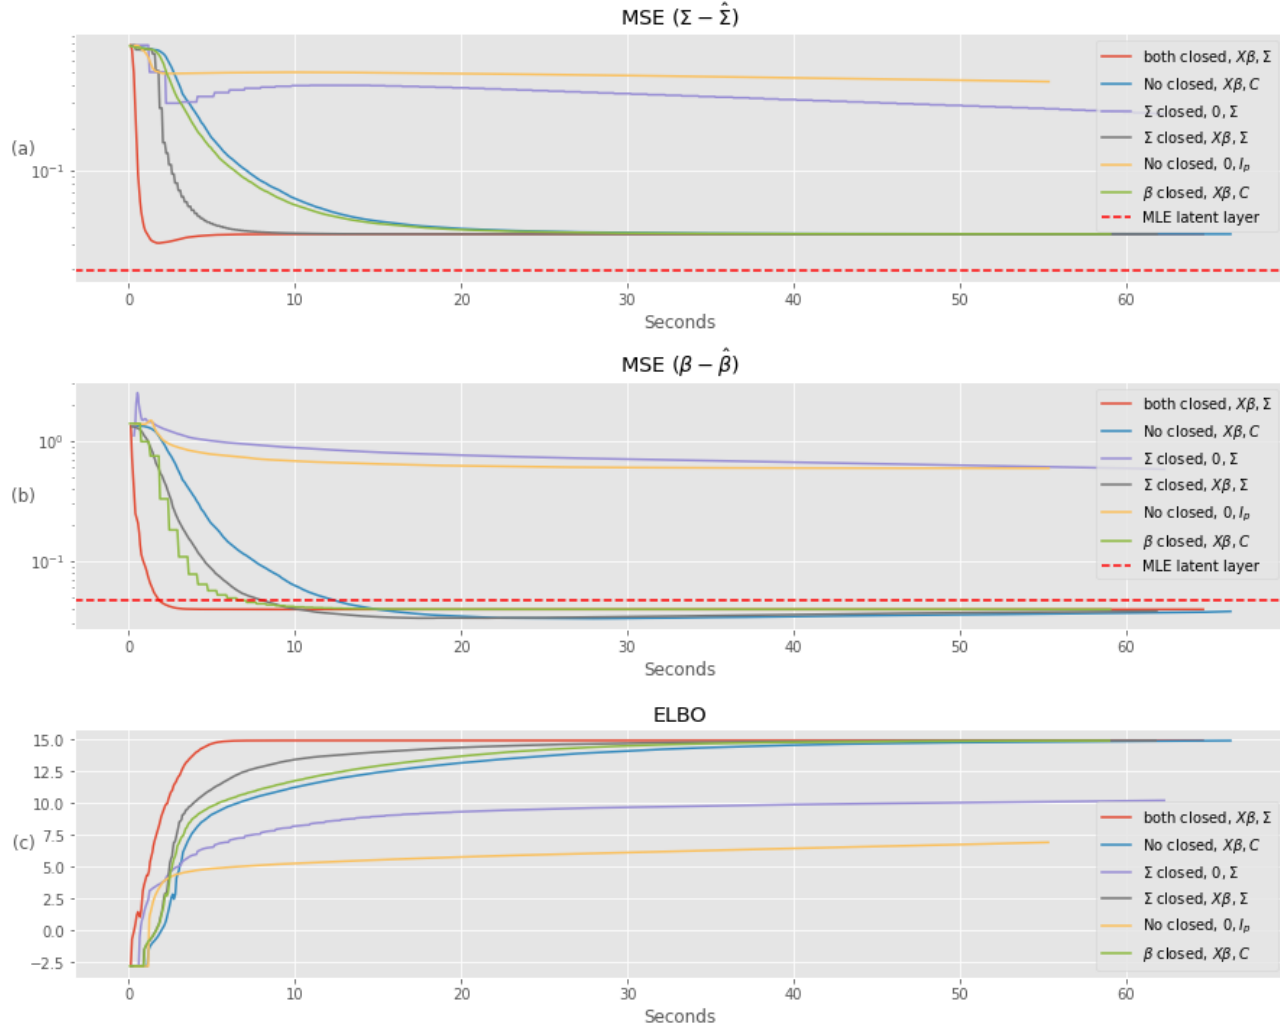 MSE (Σ − Σ̂)
both closed, Xβ, Σ
No closed, Xβ, C
Σ closed, 0, Σ
Σ closed, Xβ, Σ
No closed, 0, Iₚ
β closed, Xβ, C
MLE latent layer
(a)
10⁻¹
0 10 20 30 40 50 60
Seconds
MSE (β − β̂)
both closed, Xβ, Σ
No closed, Xβ, C
Σ closed, 0, Σ
Σ closed, Xβ, Σ
No closed, 0, Iₚ
β closed, Xβ, C
MLE latent layer
10⁰
(b)
10⁻¹
0 10 20 30 40 50 60
Seconds
ELBO
15.0
12.5
10.0
7.5
(c)
5.0
2.5
0.0
−2.5
both closed, Xβ, Σ
No closed, Xβ, C
Σ closed, 0, Σ
Σ closed, Xβ, Σ
No closed, 0, Iₚ
β closed, Xβ, C
0 10 20 30 40 50 60
Seconds